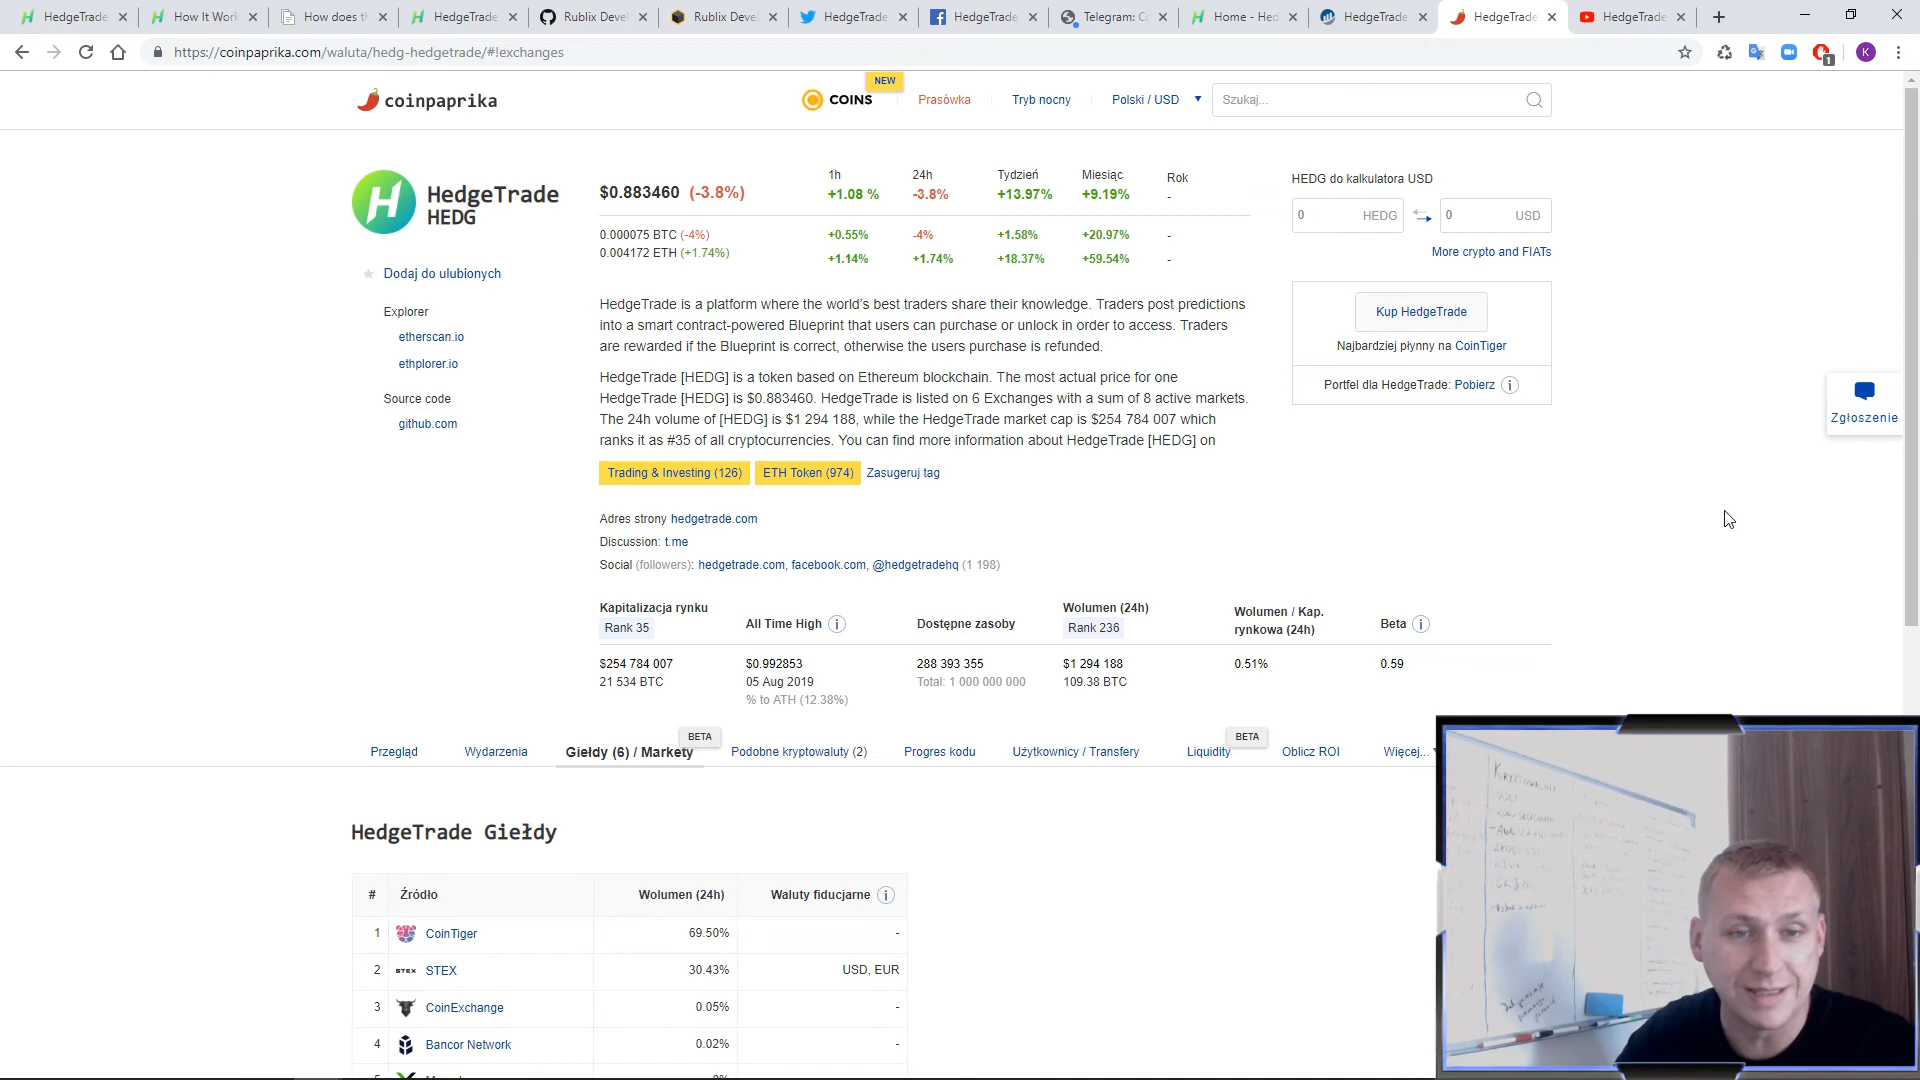 HedgeTrade
How It Work
How does th
HedgeTrade
Rublix Devel
Rublix Devel
HedgeTrade
HedgeTrade
Telegram: Co
Home - Hed
HedgeTrade
HedgeTrade
HedgeTrade
https://coinpaprika.com/waluta/hedg-hedgetrade/#!exchanges
1
K
coinpaprika
COINS
NEW
Prasówka
Tryb nocny
Polski / USD
Szukaj...
HedgeTrade
HEDG
Dodaj do ulubionych
Explorer
etherscan.io
ethplorer.io
Source code
github.com
$0.883460 (-3.8%)
1h 24h Tydzień Miesiąc Rok
+1.08 % -3.8% +13.97% +9.19% -
0.000075 BTC (-4%) +0.55% -4% +1.58% +20.97% -
0.004172 ETH (+1.74%) +1.14% +1.74% +18.37% +59.54% -
HEDG do kalkulatora USD
0 HEDG 0 USD
More crypto and FIATs
Kup HedgeTrade
Najbardziej płynny na CoinTiger
Portfel dla HedgeTrade: Pobierz
Zgłoszenie
HedgeTrade is a platform where the world's best traders share their knowledge. Traders post predictions
into a smart contract-powered Blueprint that users can purchase or unlock in order to access. Traders
are rewarded if the Blueprint is correct, otherwise the users purchase is refunded.
HedgeTrade [HEDG] is a token based on Ethereum blockchain. The most actual price for one
HedgeTrade [HEDG] is $0.883460. HedgeTrade is listed on 6 Exchanges with a sum of 8 active markets.
The 24h volume of [HEDG] is $1 294 188, while the HedgeTrade market cap is $254 784 007 which
ranks it as #35 of all cryptocurrencies. You can find more information about HedgeTrade [HEDG] on
Trading & Investing (126) ETH Token (974) Zasugeruj tag
Adres strony hedgetrade.com
Discussion: t.me
Social (followers): hedgetrade.com, facebook.com, @hedgetradehq (1 198)
Kapitalizacja rynku
Rank 35
$254 784 007
21 534 BTC
All Time High
$0.992853
05 Aug 2019
% to ATH (12.38%)
Dostępne zasoby
288 393 355
Total: 1 000 000 000
Wolumen (24h)
Rank 236
$1 294 188
109.38 BTC
Wolumen / Kap.
rynkowa (24h)
0.51%
Beta
0.59
Przegląd
Wydarzenia
Giełdy (6) / Markety
BETA
Podobne kryptowaluty (2)
Progres kodu
Użytkownicy / Transfery
Liquidity
BETA
Oblicz ROI
Więcej...
HedgeTrade Giełdy
# Źródło Wolumen (24h) Waluty fiducjarne
1 CoinTiger 69.50% -
2 STEX 30.43% USD, EUR
3 CoinExchange 0.05% -
4 Bancor Network 0.02% -
KRYPTOWALUTY